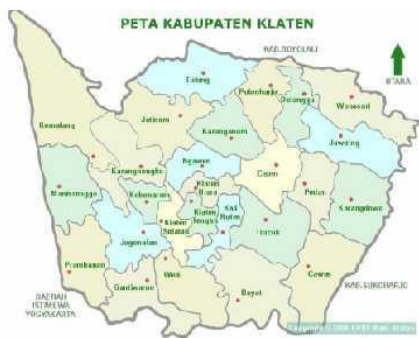 PETA KABUPATEN KLATEN
KAB. BOYOLALI
UTARA
Tulung
Polanharjo
Delanggu
Wonosari
Kemalang
Jatinom
Karanganom
Juwiring
Karangnongko
Ngawen
Ceper
Manisrenggo
Kebonarum
Klaten
Utara
Klaten
Tengah
Kali
Kotes
Pedan
Karangdowo
Jogonalan
Klaten
Selatan
Trucuk
Prambanan
Wedi
Cawas
Gantiwarno
Bayat
KAB. SUKOHARJO
DAERAH
ISTIMEWA
YOGYAKARTA